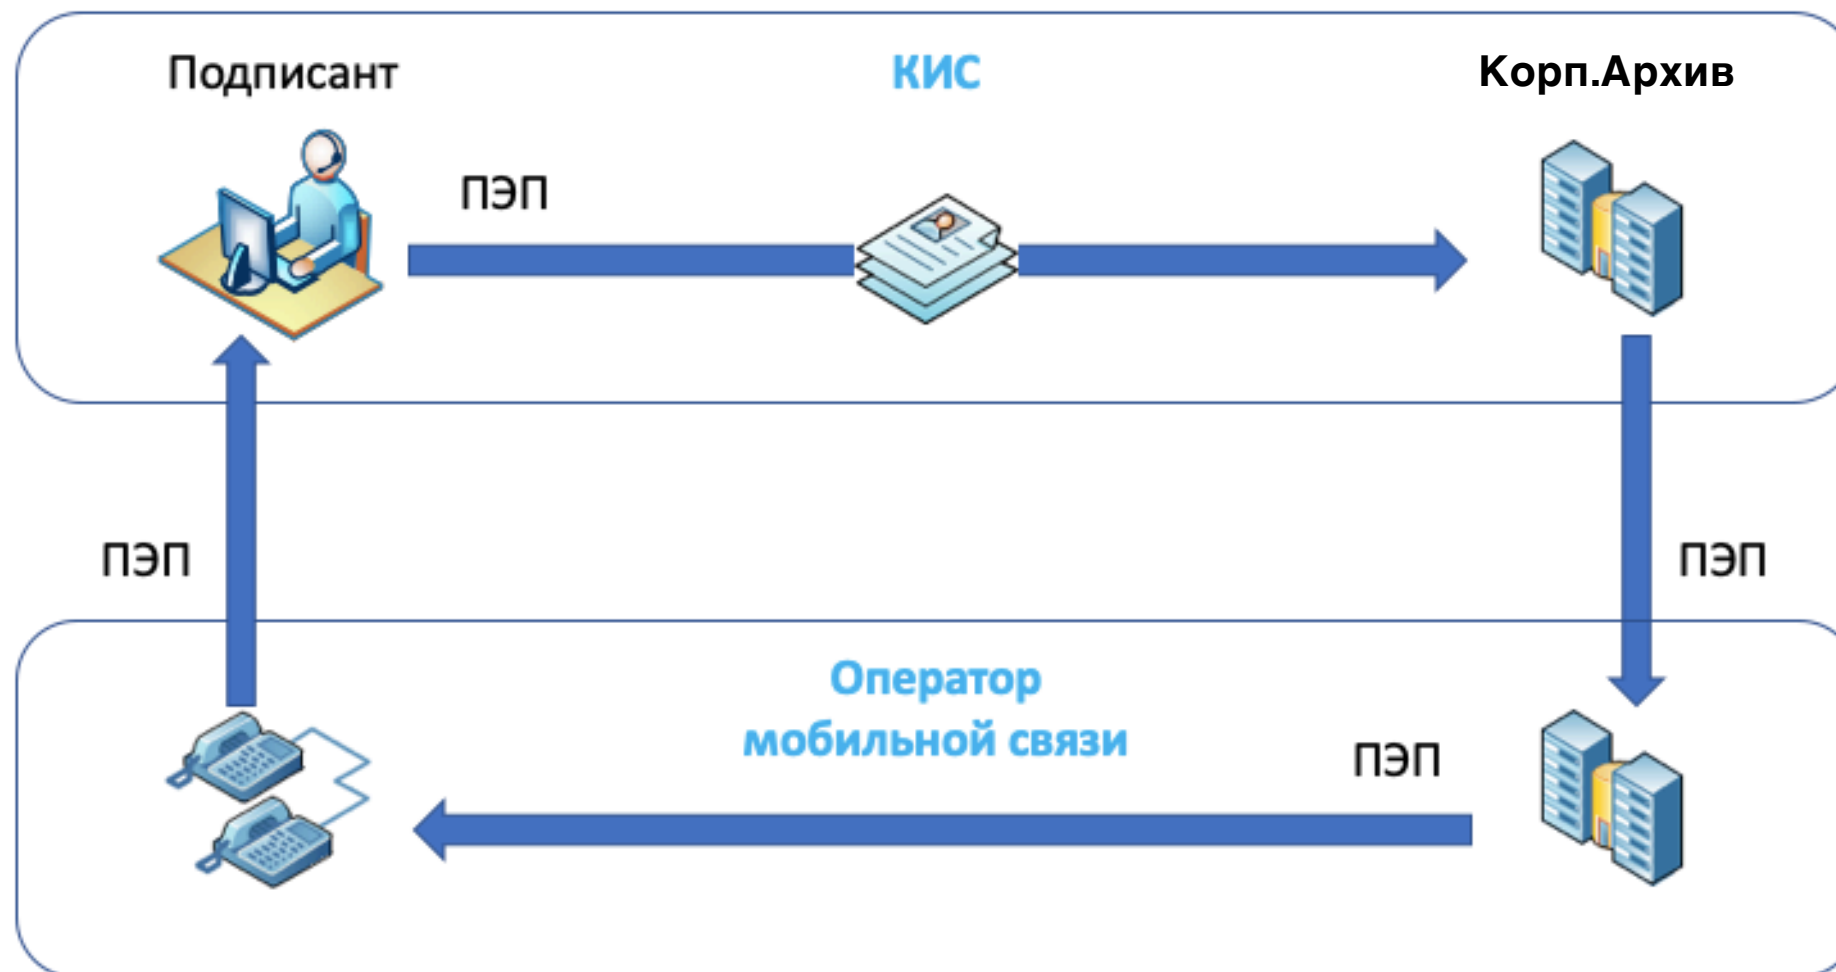 Подписант
КИС
Корп.Архив
ПЭП
ПЭП
ПЭП
Оператор
мобильной связи
ПЭП